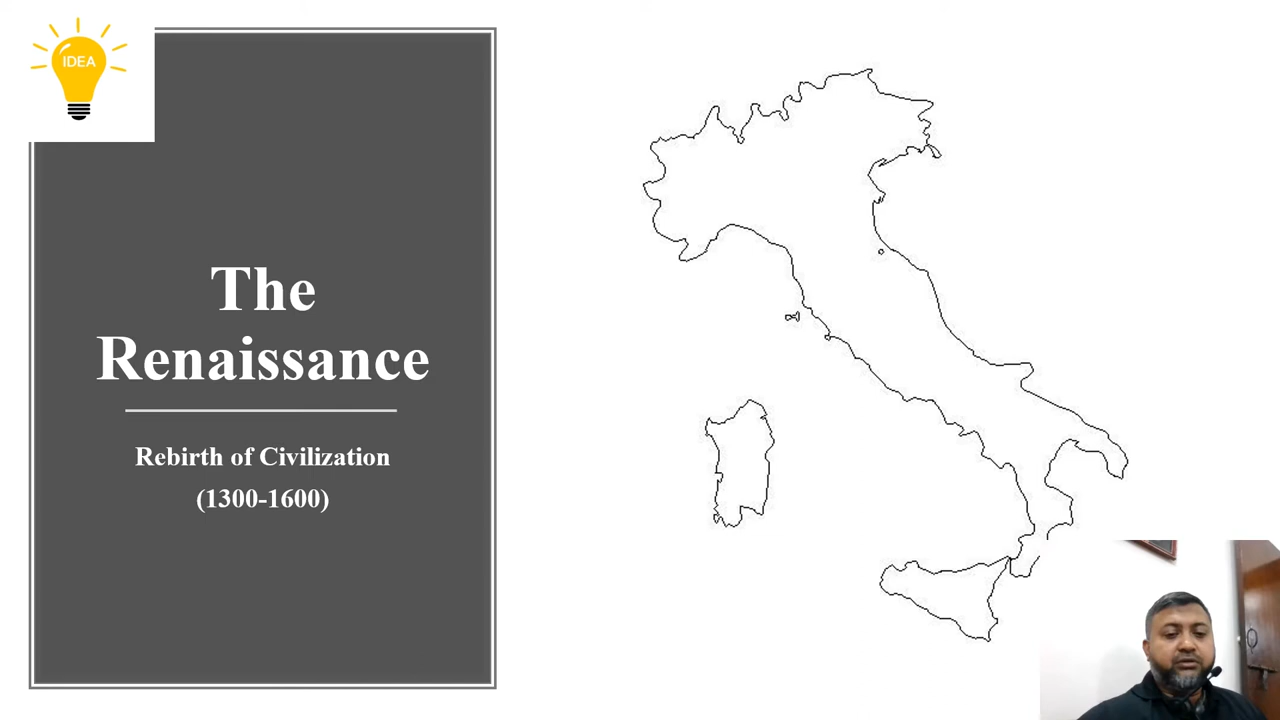 IDEA
The
Renaissance
Rebirth of Civilization
(1300-1600)